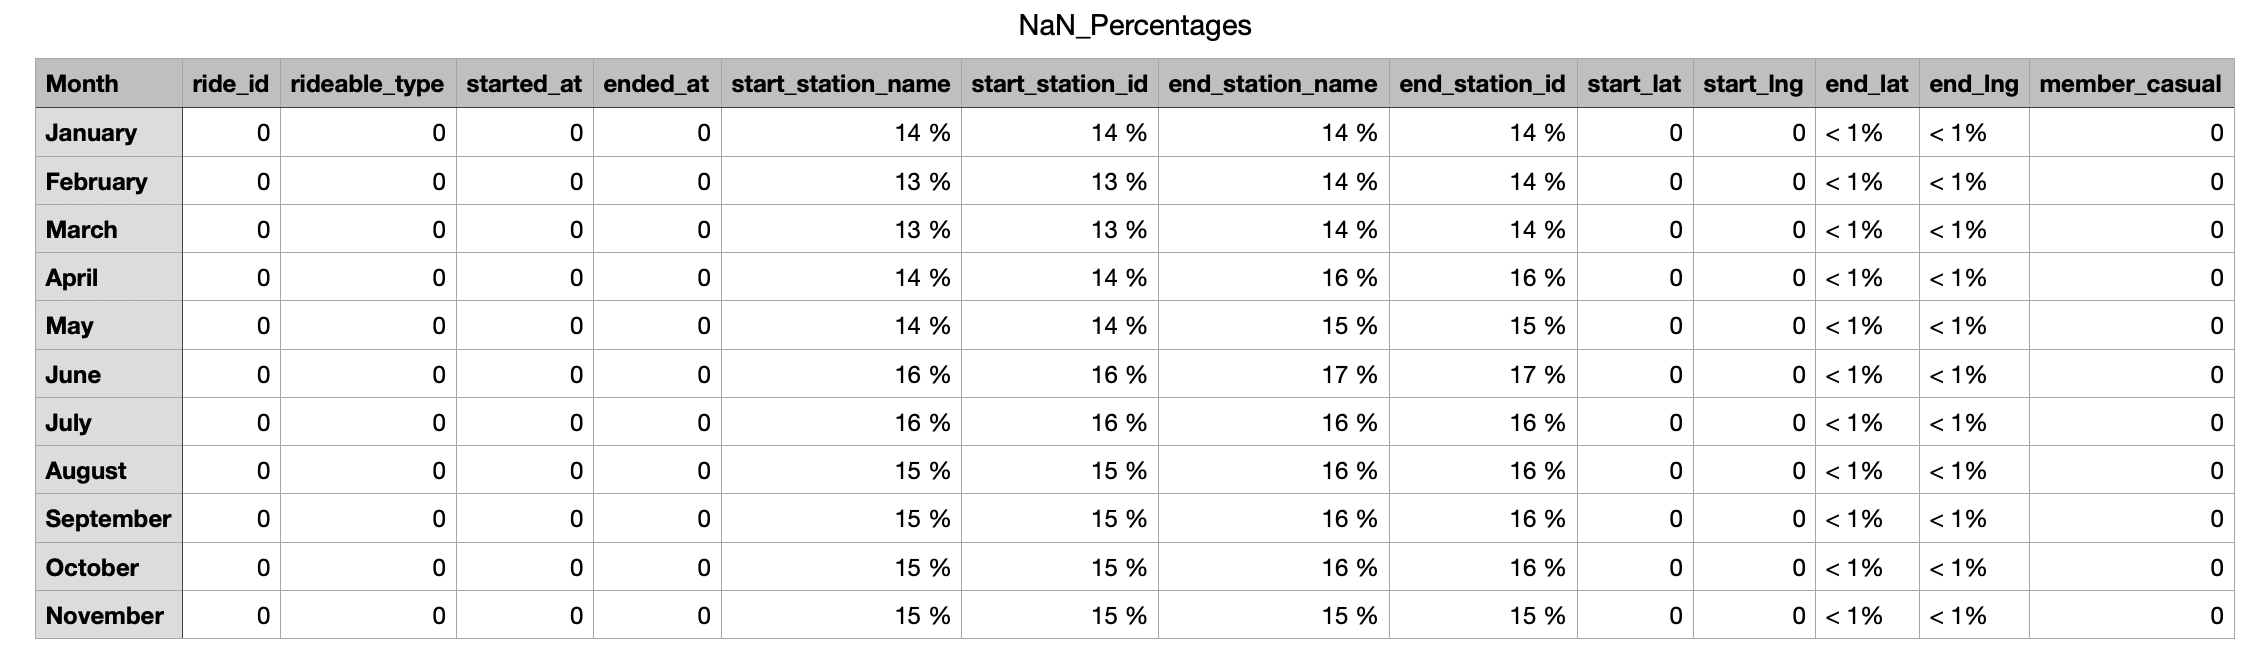 NaN_Percentages
Month ride_id rideable_type started_at ended_at start_station_name start_station_id end_station_name end_station_id start_lat start_lng end_lat end_lng member_casual
January 0 0 0 0 14 % 14 % 14 % 14 % 0 0 < 1% < 1% 0
February 0 0 0 0 13 % 13 % 14 % 14 % 0 0 < 1% < 1% 0
March 0 0 0 0 13 % 13 % 14 % 14 % 0 0 < 1% < 1% 0
April 0 0 0 0 14 % 14 % 16 % 16 % 0 0 < 1% < 1% 0
May 0 0 0 0 14 % 14 % 15 % 15 % 0 0 < 1% < 1% 0
June 0 0 0 0 16 % 16 % 17 % 17 % 0 0 < 1% < 1% 0
July 0 0 0 0 16 % 16 % 16 % 16 % 0 0 < 1% < 1% 0
August 0 0 0 0 15 % 15 % 16 % 16 % 0 0 < 1% < 1% 0
September 0 0 0 0 15 % 15 % 16 % 16 % 0 0 < 1% < 1% 0
October 0 0 0 0 15 % 15 % 16 % 16 % 0 0 < 1% < 1% 0
November 0 0 0 0 15 % 15 % 15 % 15 % 0 0 < 1% < 1% 0